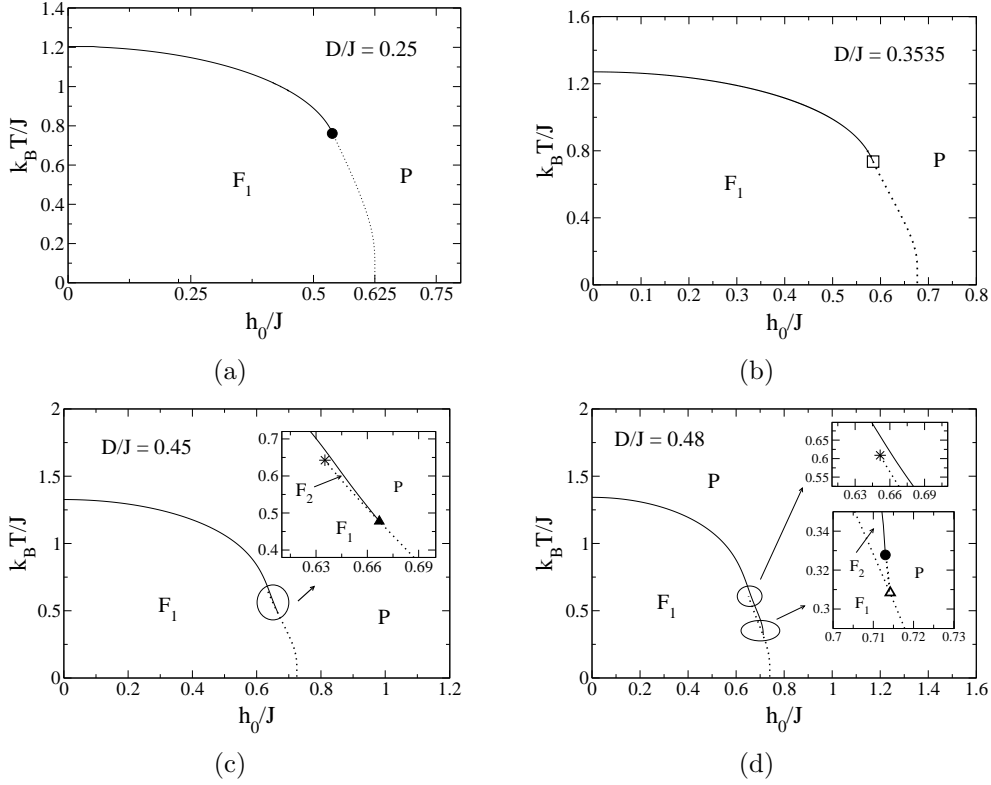 1.4
1.2
1
0.8
0.6
0.4
0.2
0
k_B T/J
D/J = 0.25
F_1
P
0
0.25
0.5
0.625
0.75
h_0/J
(a)
1.6
1.2
0.8
0.4
0
k_B T/J
D/J = 0.3535
F_1
P
0
0.1
0.2
0.3
0.4
0.5
0.6
0.7
0.8
h_0/J
(b)
2
1.5
1
0.5
0
k_B T/J
D/J = 0.45
F_1
P
0
0.2
0.4
0.6
0.8
1
1.2
h_0/J
0.7
0.6
0.5
0.4
F_2
F_1
P
0.63
0.66
0.69
(c)
2
1.5
1
0.5
0
k_B T/J
D/J = 0.48
P
F_1
0
0.2
0.4
0.6
0.8
1
1.2
1.4
1.6
h_0/J
0.65
0.60
0.55
0.63
0.66
0.69
0.34
0.32
0.3
F_2
F_1
P
0.7
0.71
0.72
0.73
(d)